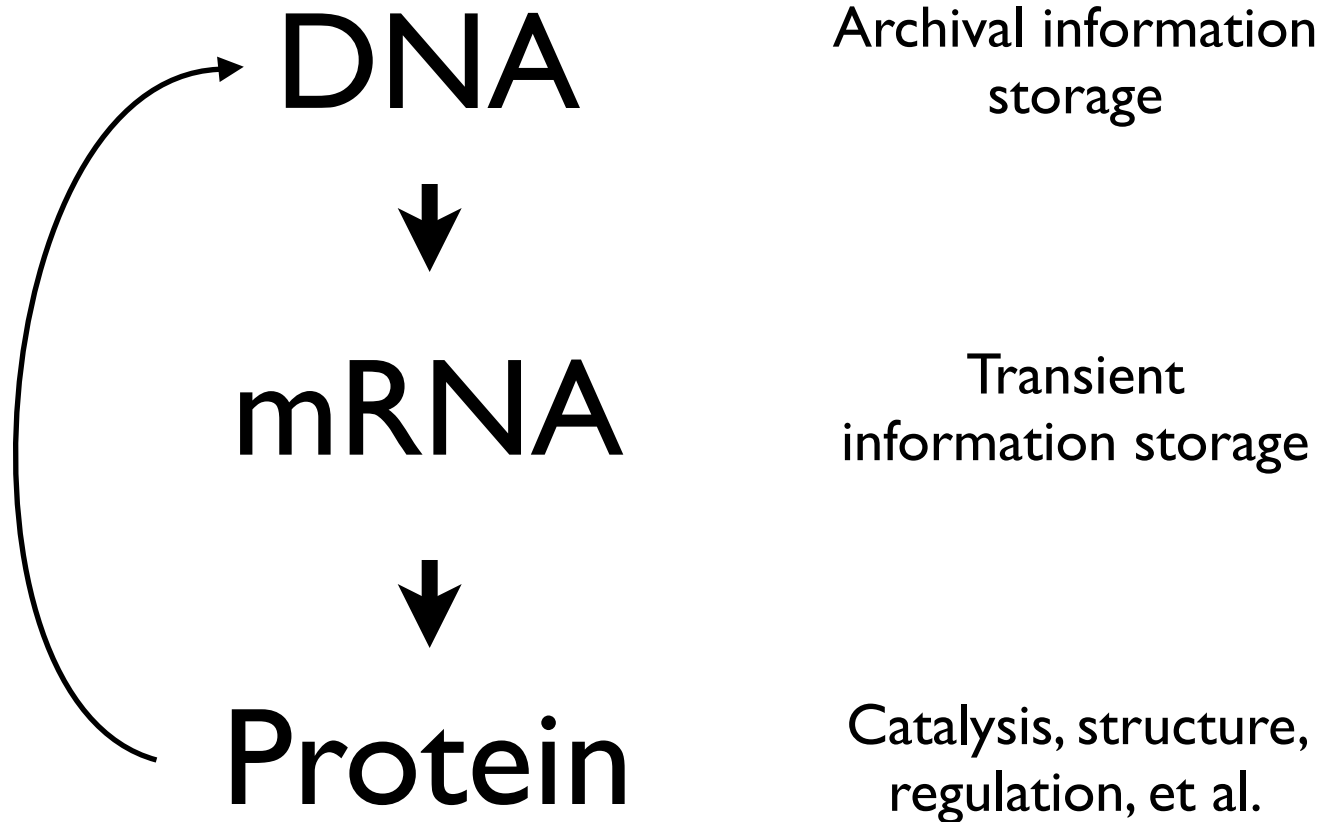 DNA
Archival information
storage
mRNA
Transient
information storage
Protein
Catalysis, structure,
regulation, et al.